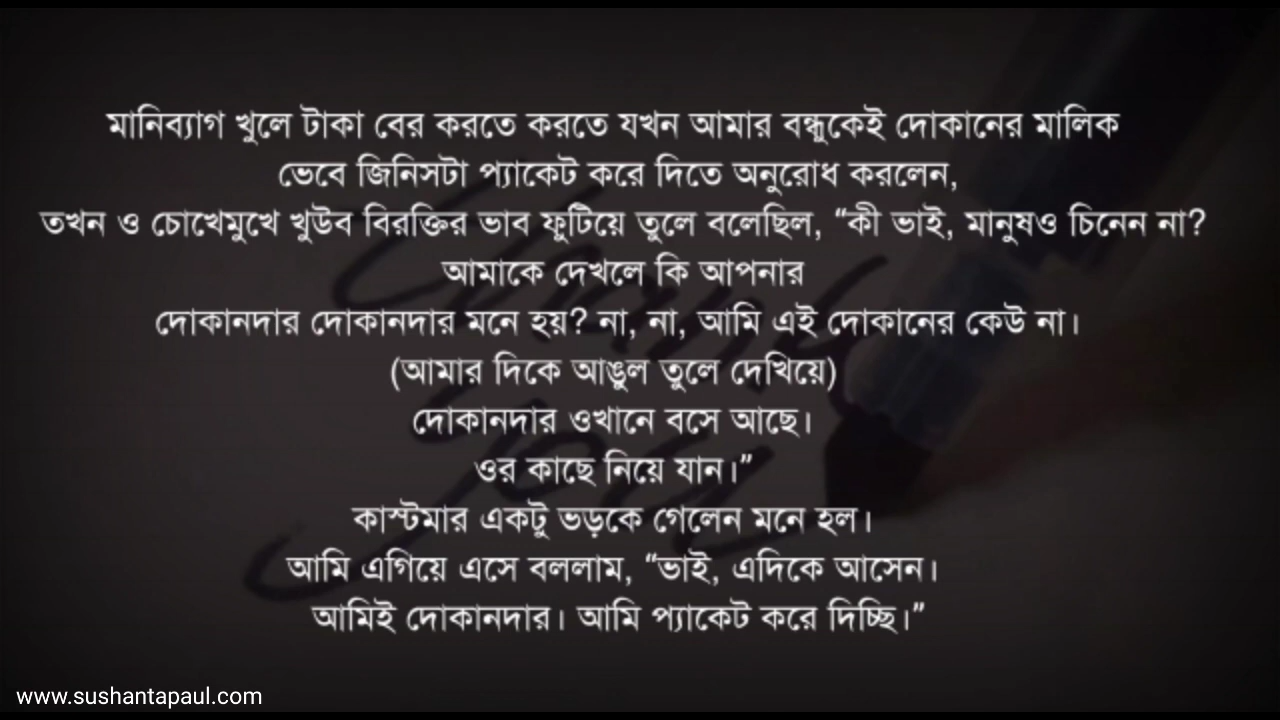 মানিব্যাগ খুলে টাকা বের করতে করতে যখন আমার বন্ধুকেই দোকানের মালিক
ভেবে জিনিসটা প্যাকেট করে দিতে অনুরোধ করলেন,
তখন ও চোখেমুখে খুউব বিরক্তির ভাব ফুটিয়ে তুলে বলেছিল, “কী ভাই, মানুষও চিনেন না?
আমাকে দেখলে কি আপনার
দোকানদার দোকানদার মনে হয়? না, না, আমি এই দোকানের কেউ না।
(আমার দিকে আঙুল তুলে দেখিয়ে)
দোকানদার ওখানে বসে আছে।
ওর কাছে নিয়ে যান।”
কাস্টমার একটু ভড়কে গেলেন মনে হল।
আমি এগিয়ে এসে বললাম, “ভাই, এদিকে আসেন।
আমিই দোকানদার। আমি প্যাকেট করে দিচ্ছি।”
Thank
you
www.sushantapaul.com